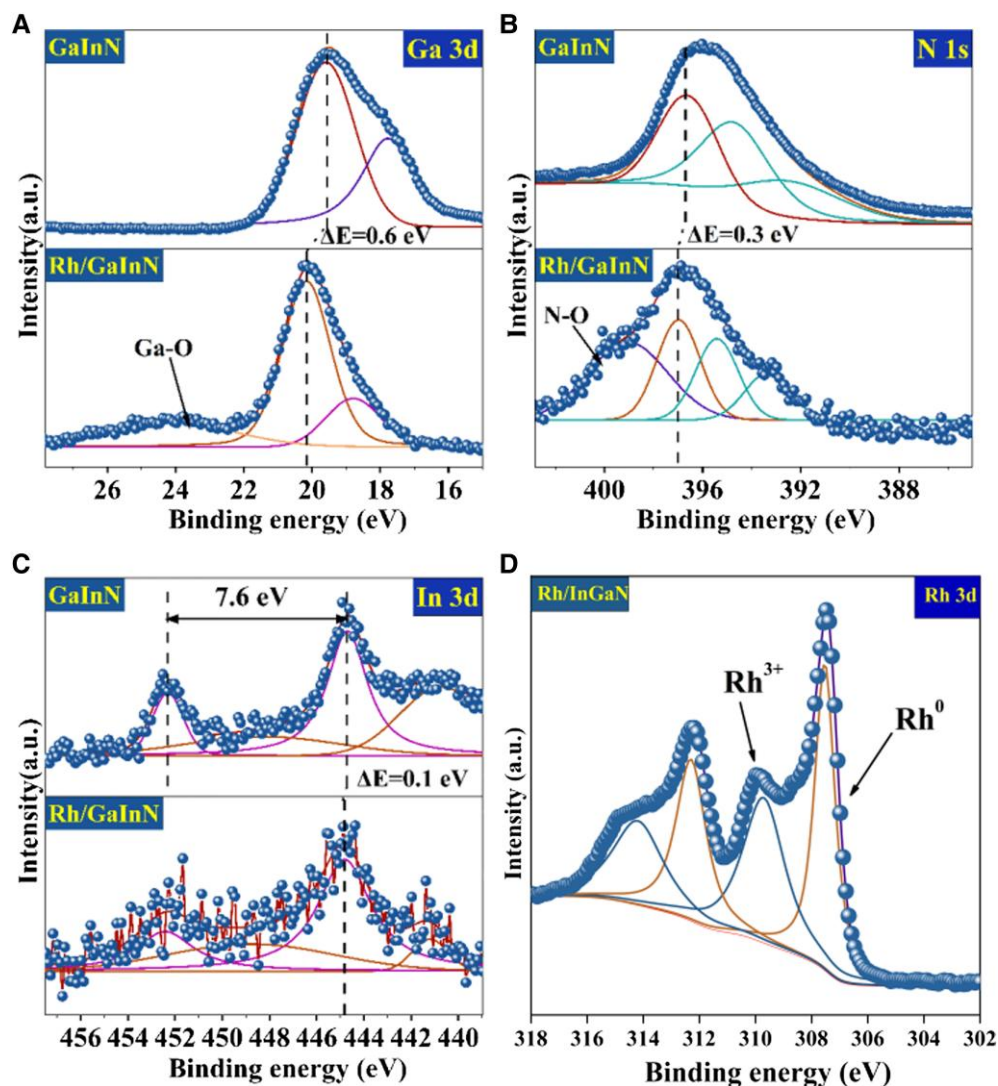 A
GaInN
Ga 3d
ΔE=0.6 eV
Rh/GaInN
Ga-O
Intensity(a.u.)
26 24 22 20 18 16
Binding energy (eV)
B
GaInN
N 1s
ΔE=0.3 eV
Rh/GaInN
N-O
Intensity(a.u.)
400 396 392 388
Binding energy (eV)
C
GaInN
In 3d
7.6 eV
ΔE=0.1 eV
Rh/GaInN
Intensity(a.u.)
456 454 452 450 448 446 444 442 440
Binding energy (eV)
D
Rh/InGaN
Rh 3d
Rh³⁺
Rh⁰
Intensity (a.u.)
318 316 314 312 310 308 306 304 302
Binding energy (eV)